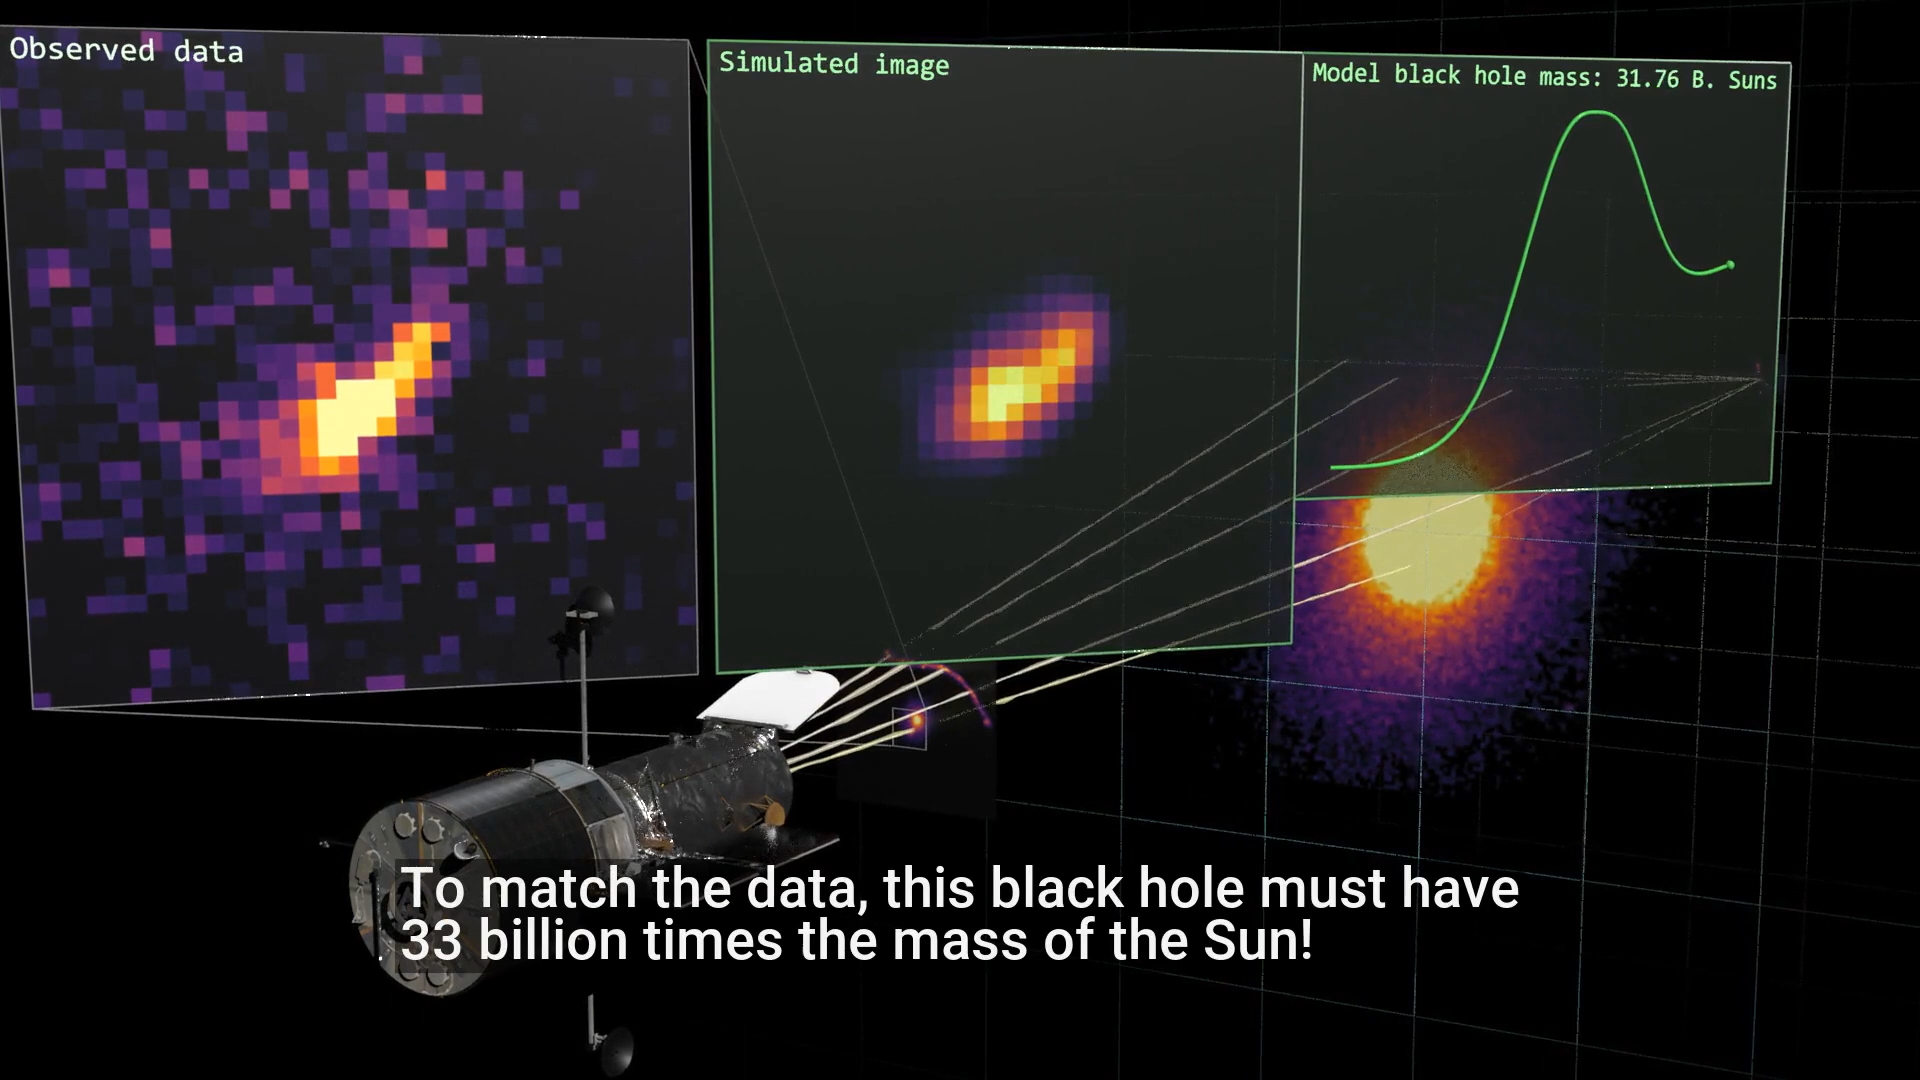 Observed data
Simulated image
Model black hole mass: 31.76 B. Suns
To match the data, this black hole must have
33 billion times the mass of the Sun!